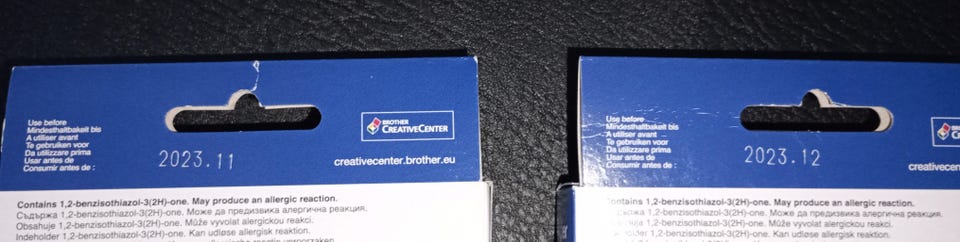 Use before
Mindesthaltbakeit bis
A utiliser avant
Te gebruiken voor
Da utilizzare prima
Usar antes de
Consumir antes de :
2023.11
BROTHER
CREATIVECENTER
creativecenter.brother.eu
Contains 1,2-benzisothiazol-3(2H)-one. May produce an allergic reaction.
Съдържа 1,2-benzisothiazol-3(2H)-one. Може да предизвика алергична реакция.
Obsahuje 1,2-benzisothiazol-3(2H)-one. Může vyvolat alergickou reakci.
Indeholder 1,2-benzisothiazol-3(2H)-one. Kan udløse allergisk reaktion.
Use before
Mindesthaltbakeit bis
A utiliser avant
Te gebruiken voor
Da utilizzare prima
Usar antes de
Consumir antes de :
2023.12
Contains 1,2-benzisothiazol-3(2H)-one. May produce an allergic reaction.
1,2-benzisothiazol-3(2H)-one. Може да предизвика алергична реакция.
1,2-benzisothiazol-3(2H)-one. Může vyvolat alergickou reakci.
1,2-benzisothiazol-3(2H)-one. Kan udløse allergisk reaktion.